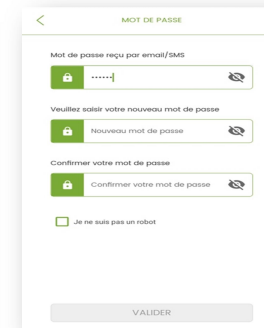 MOT DE PASSE
Mot de passe reçu par email/SMS
••••••
Veuillez saisir votre nouveau mot de passe
Nouveau mot de passe
Confirmer votre mot de passe
Confirmer votre mot de passe
Je ne suis pas un robot
VALIDER